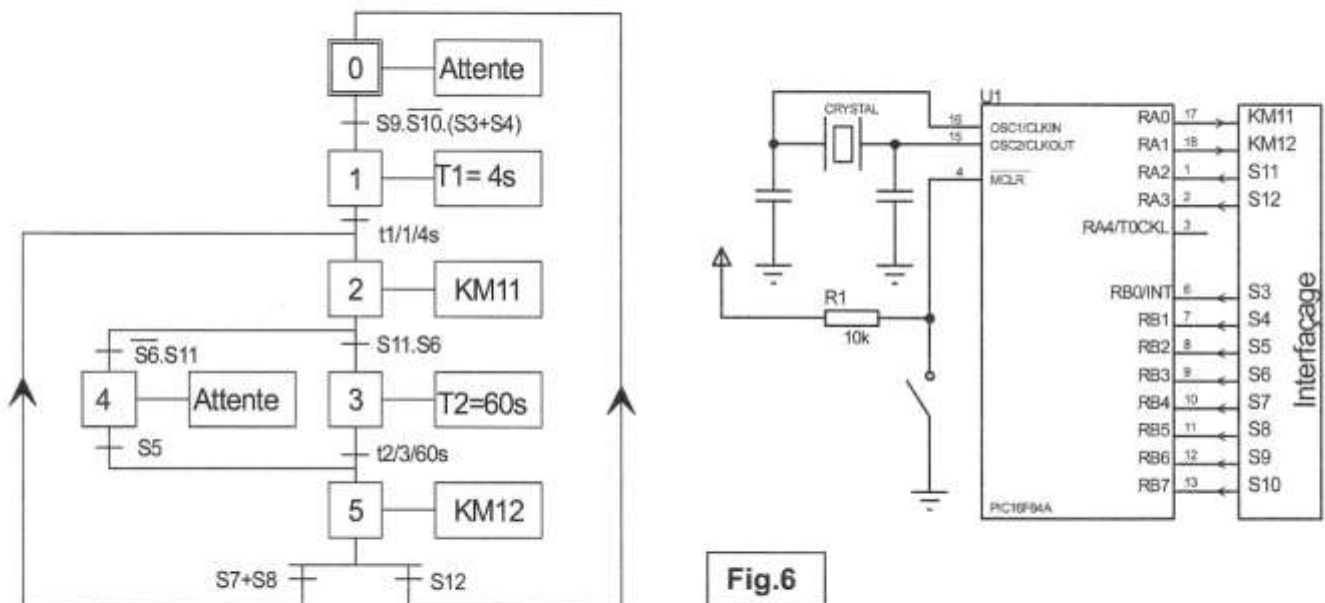 0
Attente
S9.S10.(S3+S4)
1
T1= 4s
t1/1/4s
2
KM11
S6.S11
S11.S6
4
Attente
3
T2=60s
S5
t2/3/60s
5
KM12
S7+S8
S12
CRYSTAL
U1
16
OSC1/CLKIN
15
OSC2/CLKOUT
4
MCLR
R1
10k
RA0 17 KM11
RA1 18 KM12
RA2 1 S11
RA3 2 S12
RA4/T0CKL 3
RB0/INT 6 S3
RB1 7 S4
RB2 8 S5
RB3 9 S6
RB4 10 S7
RB5 11 S8
RB6 12 S9
RB7 13 S10
PIC16F84A
Interfaçage
Fig.6